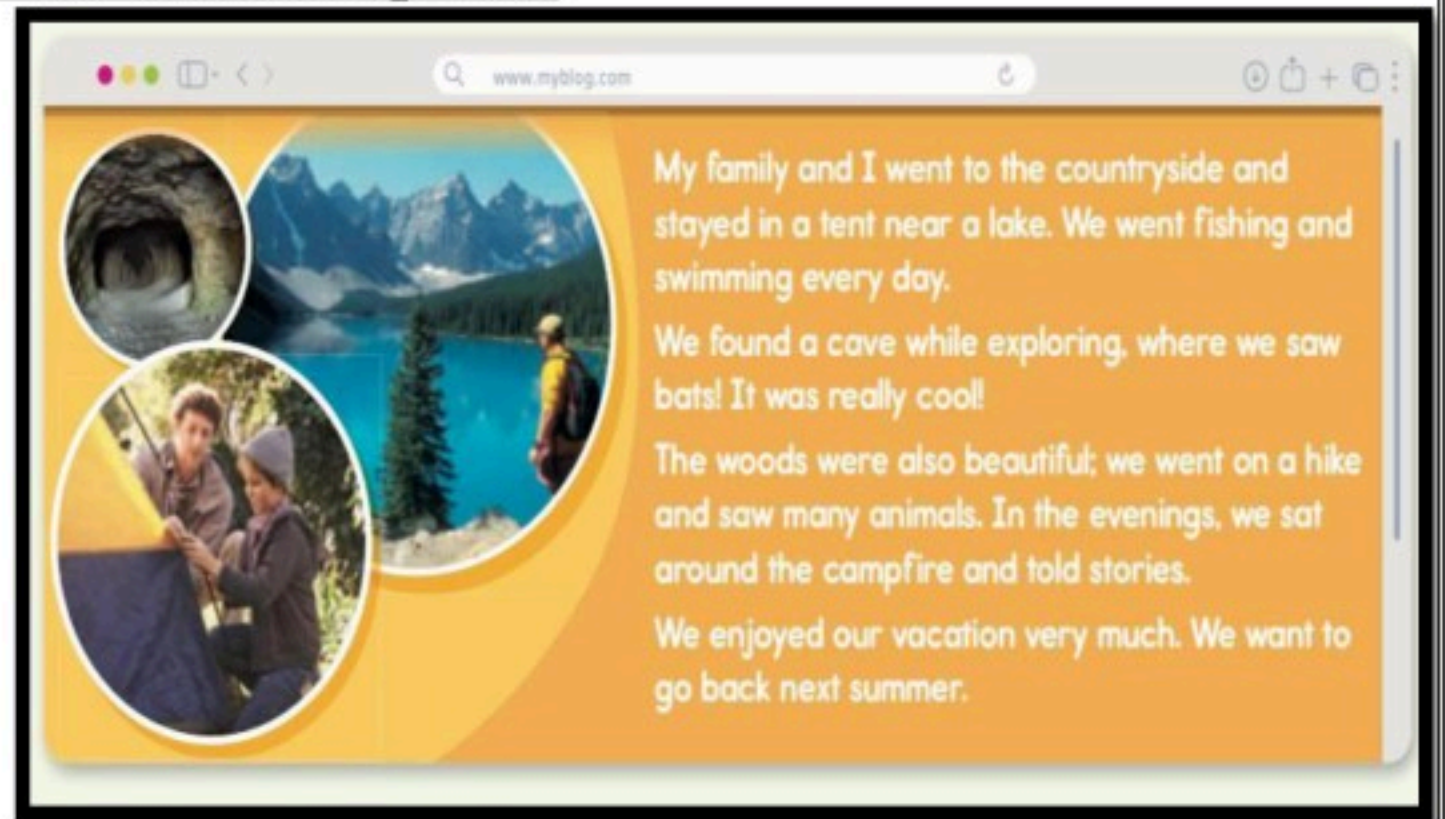 www.myblog.com
My family and I went to the countryside and
stayed in a tent near a lake. We went fishing and
swimming every day.
We found a cave while exploring, where we saw
bats! It was really cool!
The woods were also beautiful; we went on a hike
and saw many animals. In the evenings, we sat
around the campfire and told stories.
We enjoyed our vacation very much. We want to
go back next summer.